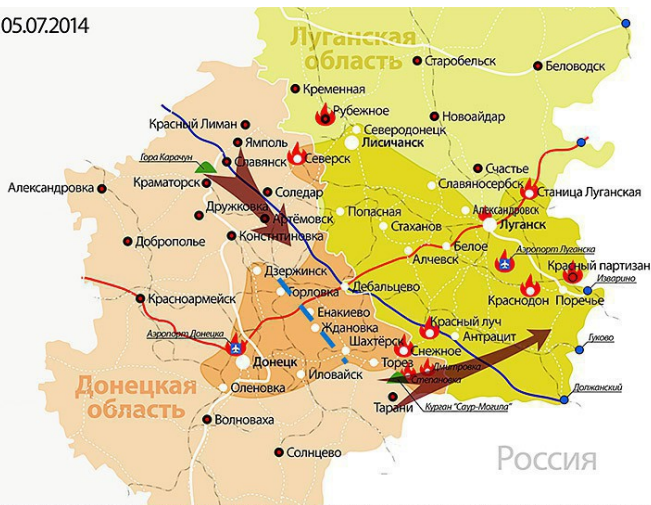 05.07.2014
Луганская
область
Старобельск
Беловодск
Кременная
Рубежное
Новоайдар
Красный Лиман
Северодонецк
Ямполь
Лисичанск
Гора Карачун
Славянск
Северск
Счастье
Краматорск
Славяносербск
Станица Луганская
Александровка
Соледар
Дружковка
Попасная
Александровск
Артёмовск
Стаханов
Луганск
Доброполье
Константиновка
Белое
Аэропорт Луганска
Алчевск
Красный партизан
Дзержинск
Изварино
Дебальцево
Горловка
Красноармейск
Краснодон
Поречье
Енакиево
Красный луч
Аэропорт Донецка
Ждановка
Антрацит
Гуково
Шахтёрск
Снежное
Донецк
Торез
Дмитровка
Иловайск
Степановка
Донецкая
область
Оленовка
Должанский
Тарани
Курган "Саур-Могила"
Волноваха
Солнцево
Россия